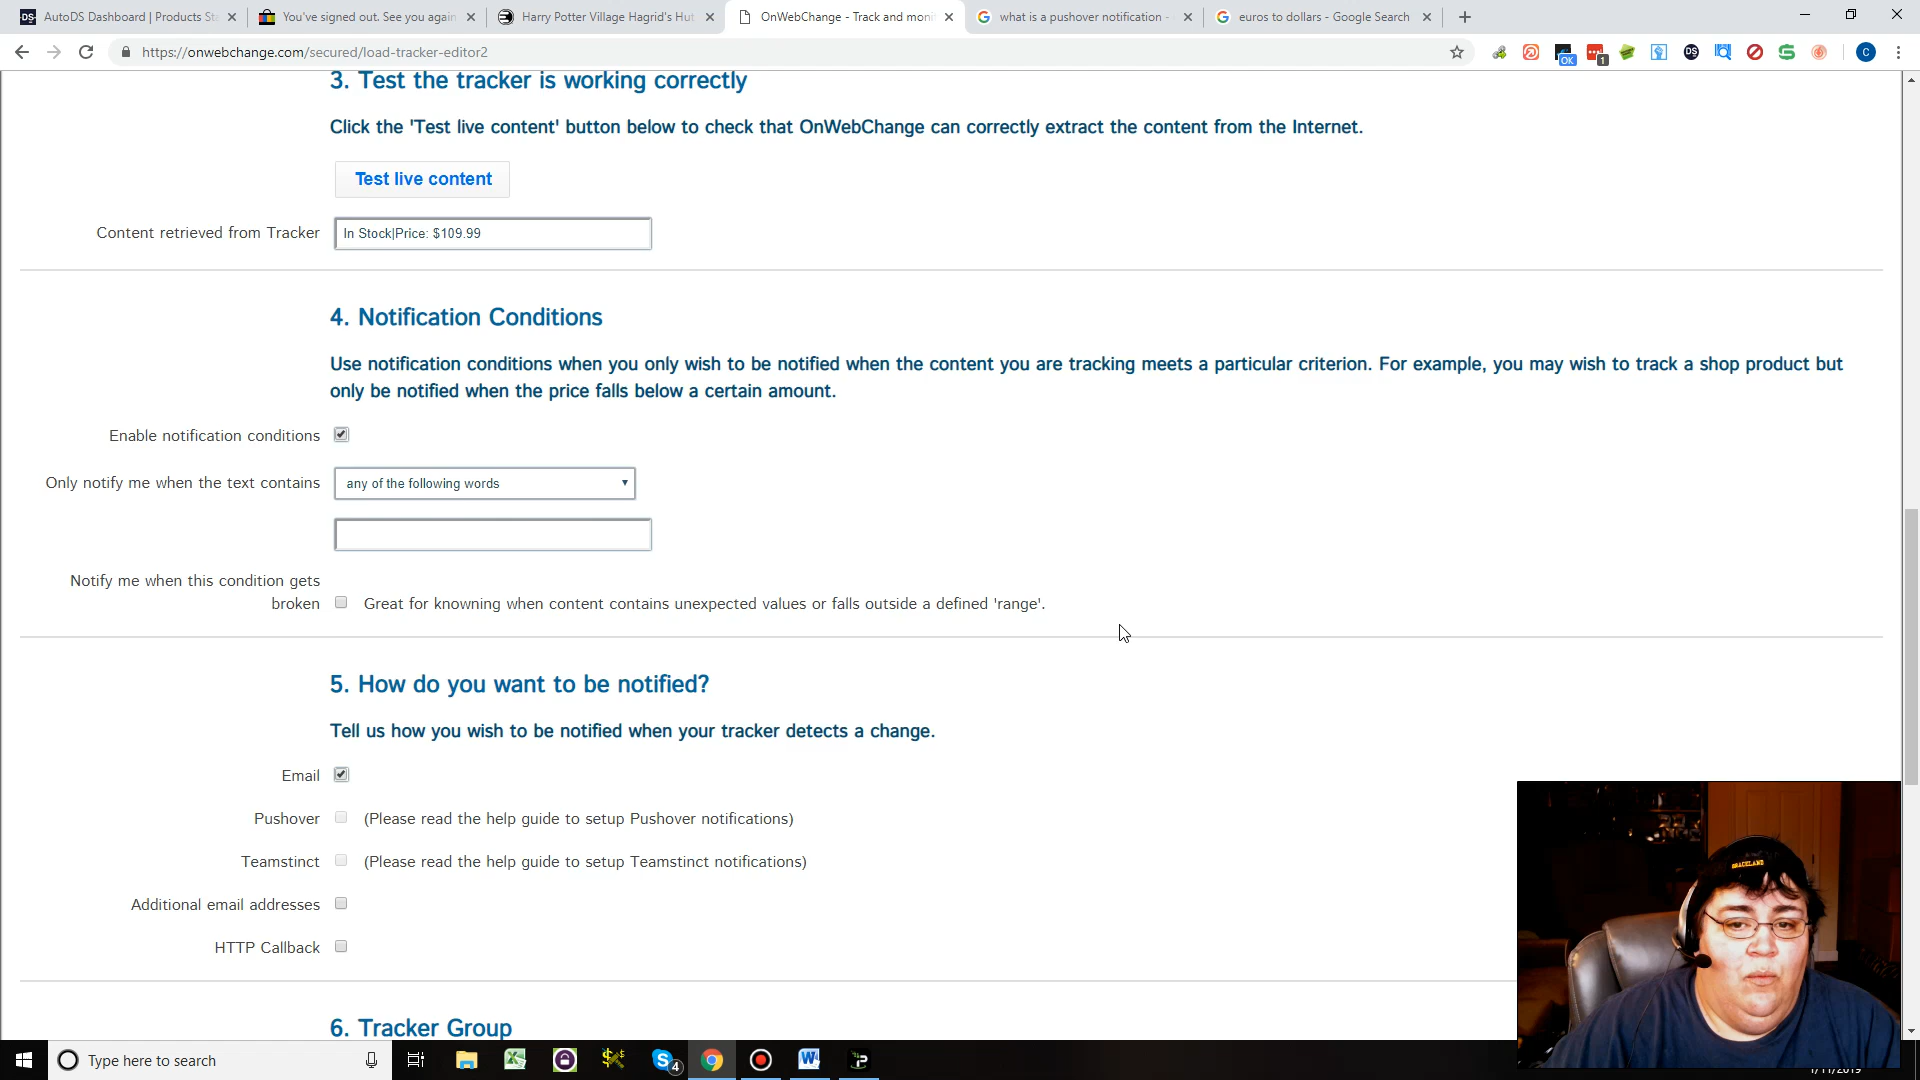 DS- AutoDS Dashboard | Products Sta
You've signed out. See you again
Harry Potter Village Hagrid's Hut
OnWebChange - Track and moni
what is a pushover notification -
euros to dollars - Google Search
https://onwebchange.com/secured/load-tracker-editor2
OK
1
DS
C
3. Test the tracker is working correctly
Click the 'Test live content' button below to check that OnWebChange can correctly extract the content from the Internet.
Test live content
Content retrieved from Tracker In Stock|Price: $109.99
4. Notification Conditions
Use notification conditions when you only wish to be notified when the content you are tracking meets a particular criterion. For example, you may wish to track a shop product but
only be notified when the price falls below a certain amount.
Enable notification conditions
Only notify me when the text contains any of the following words
Notify me when this condition gets
broken Great for knowning when content contains unexpected values or falls outside a defined 'range'.
5. How do you want to be notified?
Tell us how you wish to be notified when your tracker detects a change.
Email
Pushover (Please read the help guide to setup Pushover notifications)
Teamstinct (Please read the help guide to setup Teamstinct notifications)
Additional email addresses
HTTP Callback
GRACELAND
6. Tracker Group
Type here to search
4
1/11/2019